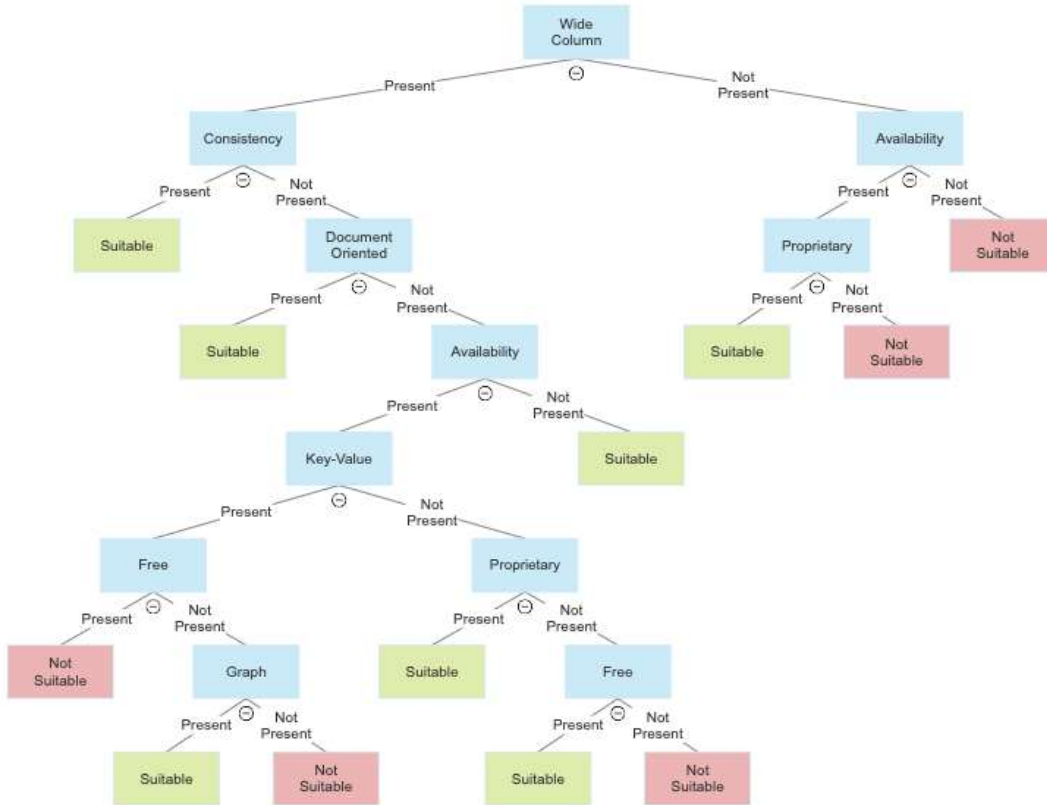 Wide
Column
Present
Not
Present
Consistency
Availability
Present
Not
Present
Present
Not
Present
Suitable
Document
Oriented
Proprietary
Not
Suitable
Present
Not
Present
Present
Not
Present
Suitable
Availability
Suitable
Not
Suitable
Present
Not
Present
Key-Value
Suitable
Present
Not
Present
Free
Proprietary
Present
Not
Present
Present
Not
Present
Not
Suitable
Graph
Suitable
Free
Present
Not
Present
Present
Not
Present
Suitable
Not
Suitable
Suitable
Not
Suitable